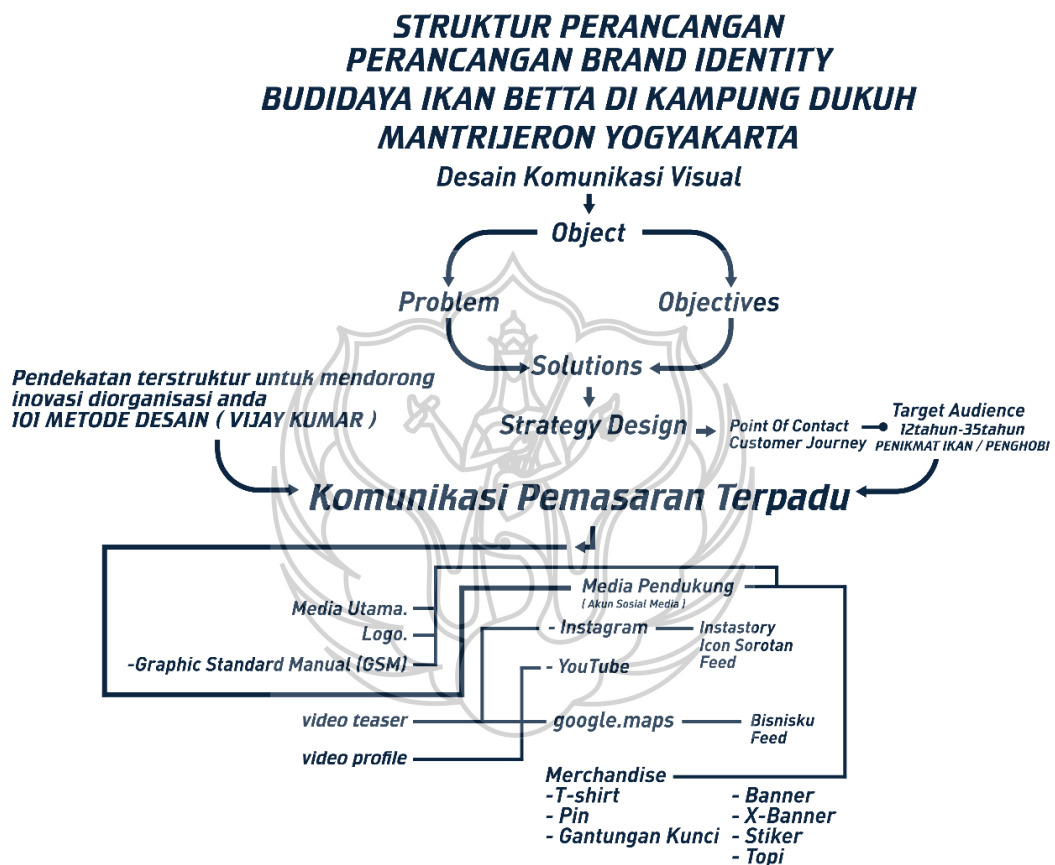 STRUKTUR PERANCANGAN
PERANCANGAN BRAND IDENTITY
BUDIDAYA IKAN BETTA DI KAMPUNG DUKUH
MANTRIJERON YOGYAKARTA
Desain Komunikasi Visual
Object
Problem
Objectives
Solutions
Pendekatan terstruktur untuk mendorong
inovasi diorganisasi anda
101 METODE DESAIN ( VIJAY KUMAR )
Strategy Design
Point Of Contact
Customer Journey
Target Audience
12tahun-35tahun
PENIKMAT IKAN / PENGHOBI
Komunikasi Pemasaran Terpadu
Media Utama.
Logo.
-Graphic Standard Manual (GSM)
Media Pendukung
( Akun Sosial Media )
- Instagram
Instastory
Icon Sorotan
Feed
- YouTube
video teaser
google.maps
Bisnisku
Feed
video profile
Merchandise
-T-shirt
- Pin
- Gantungan Kunci
- Banner
- X-Banner
- Stiker
- Topi